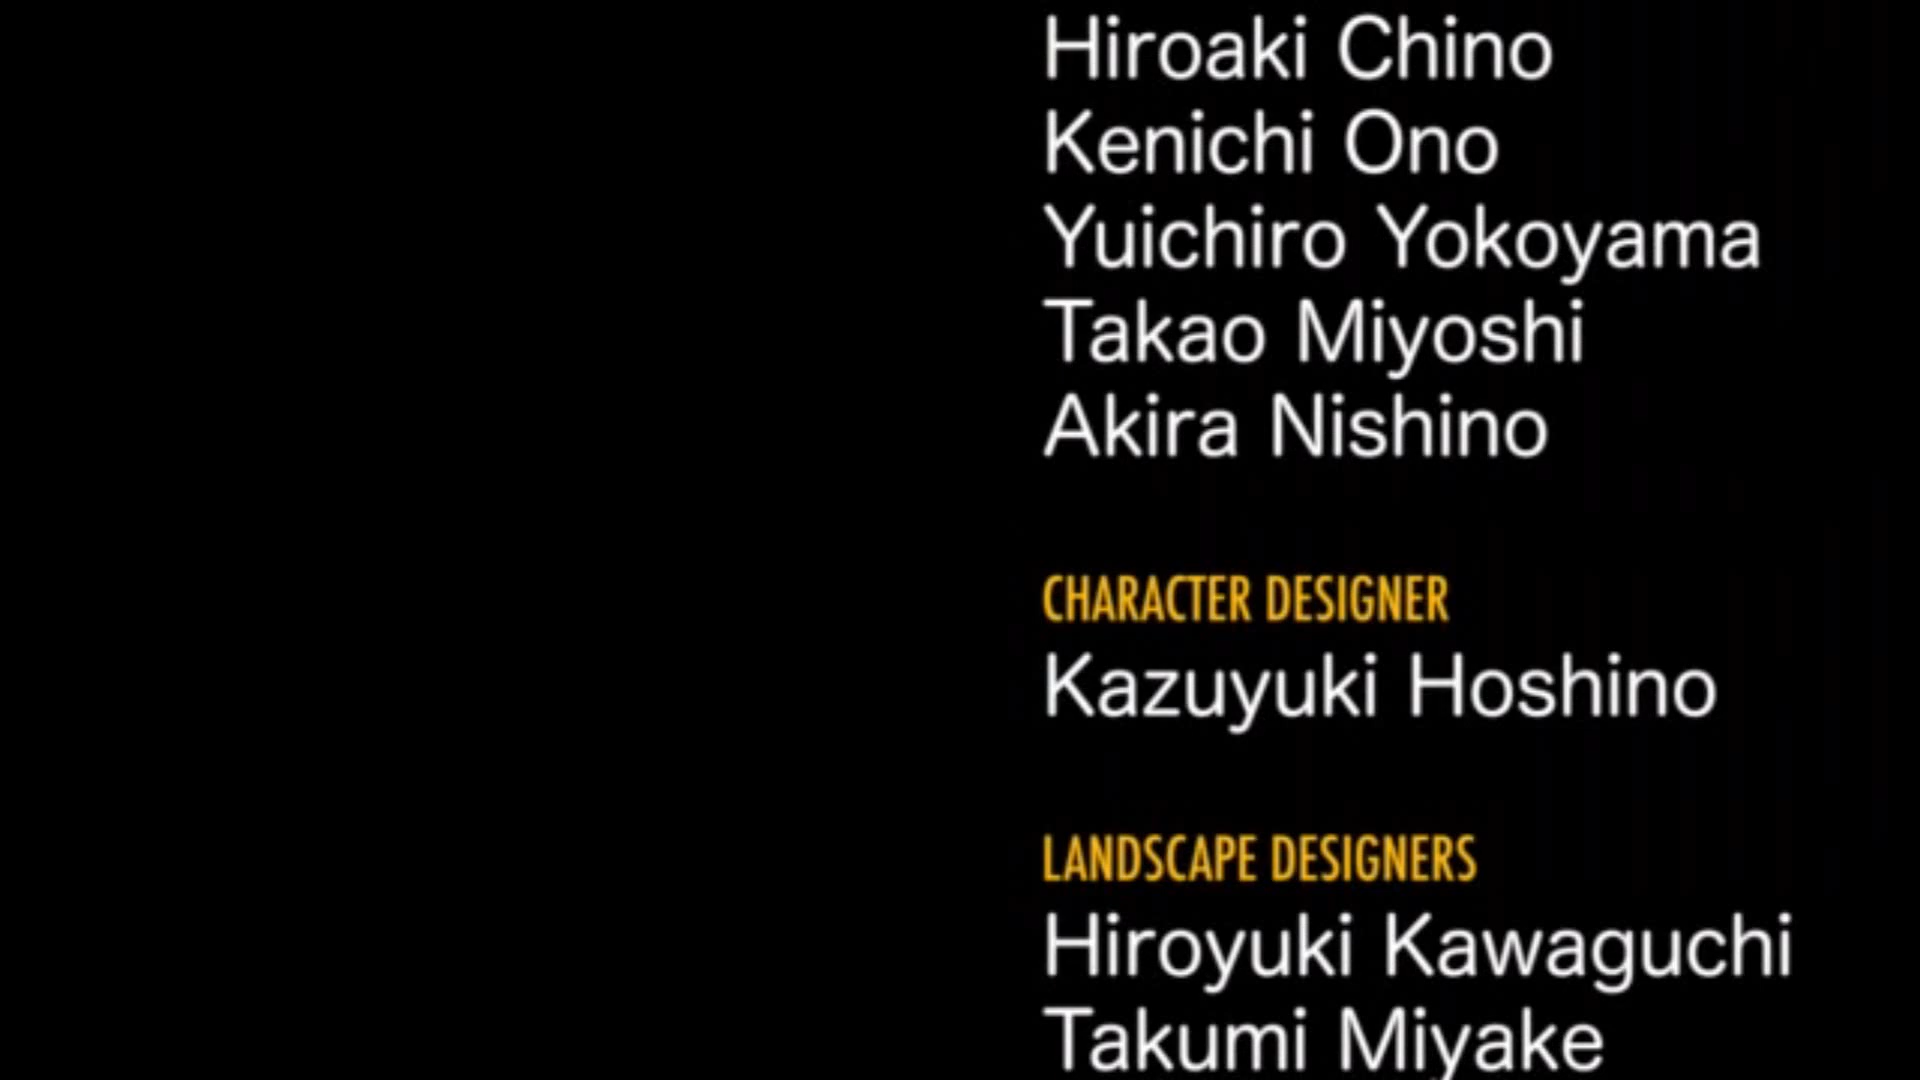 Hiroaki Chino
Kenichi Ono
Yuichiro Yokoyama
Takao Miyoshi
Akira Nishino
CHARACTER DESIGNER
Kazuyuki Hoshino
LANDSCAPE DESIGNERS
Hiroyuki Kawaguchi
Takumi Miyake